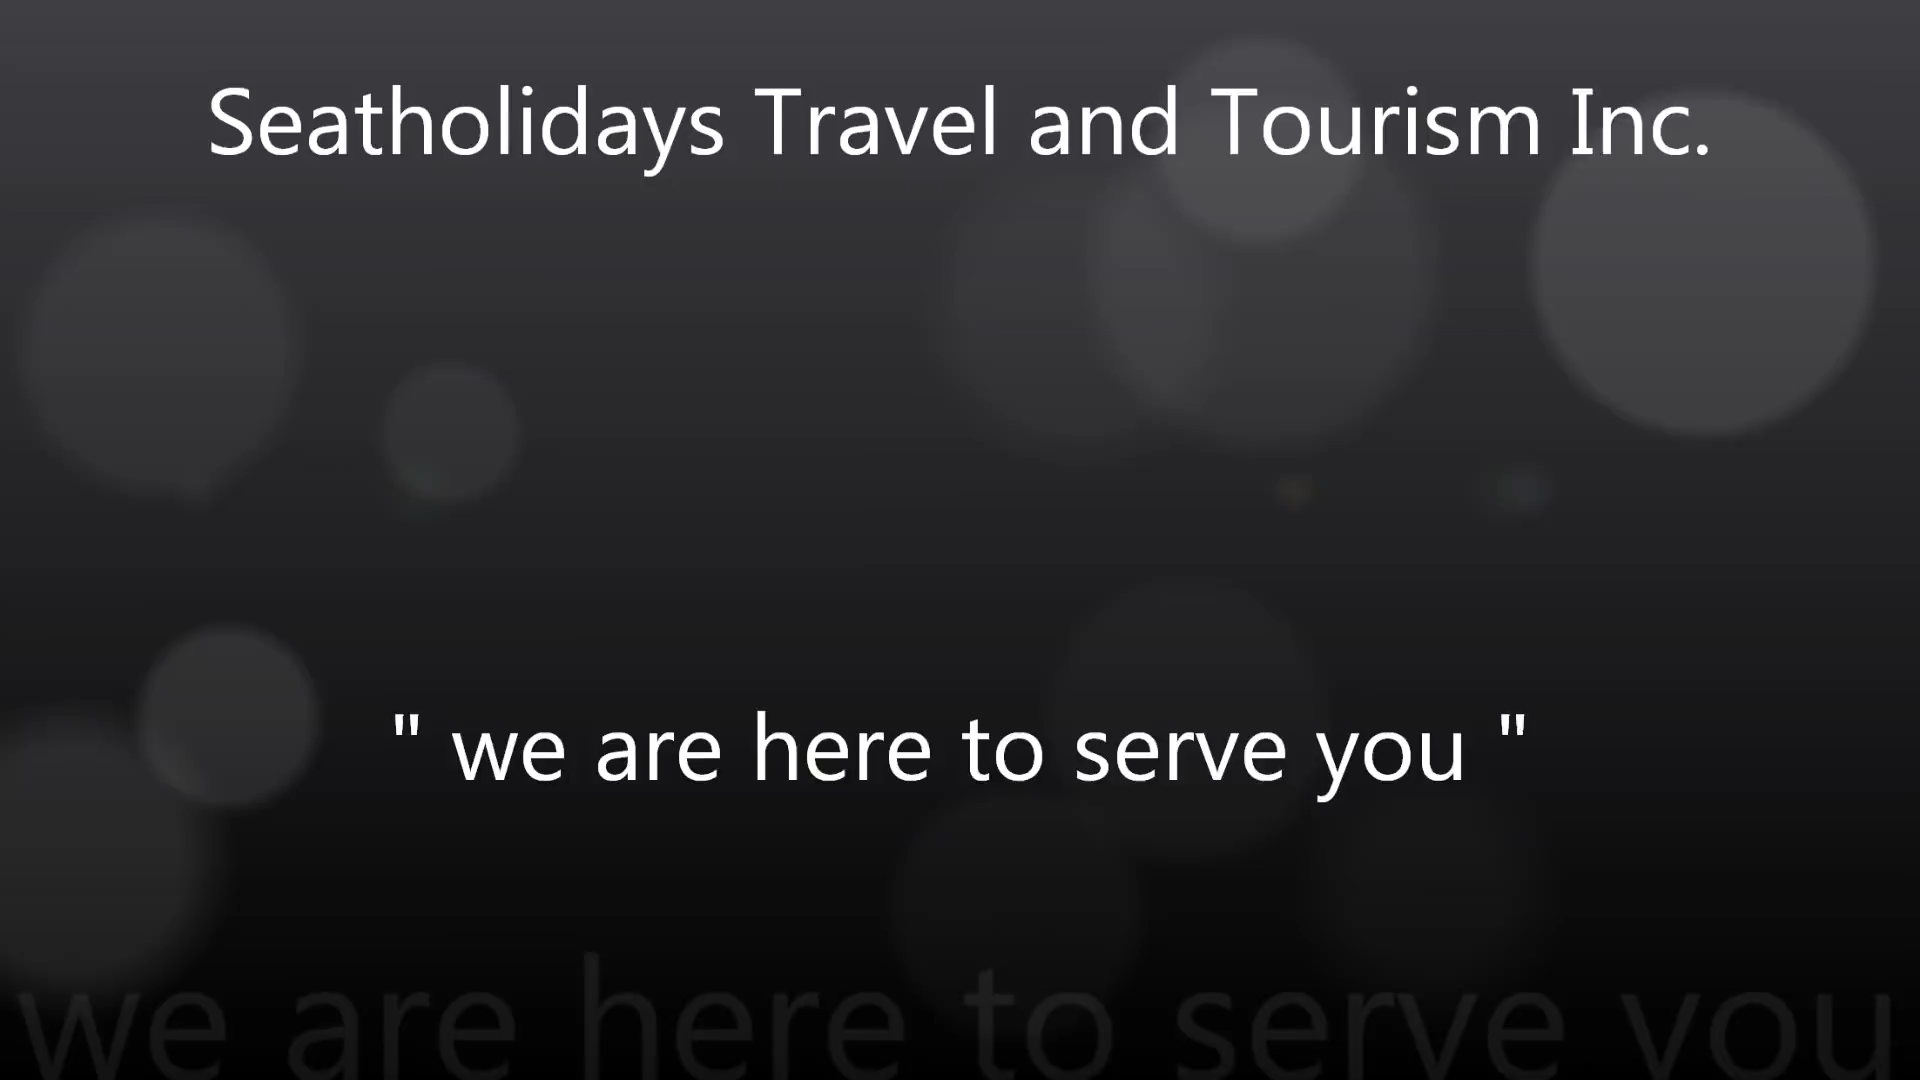 Seatholidays Travel and Tourism Inc.
" we are here to serve you "
we are here to serve you